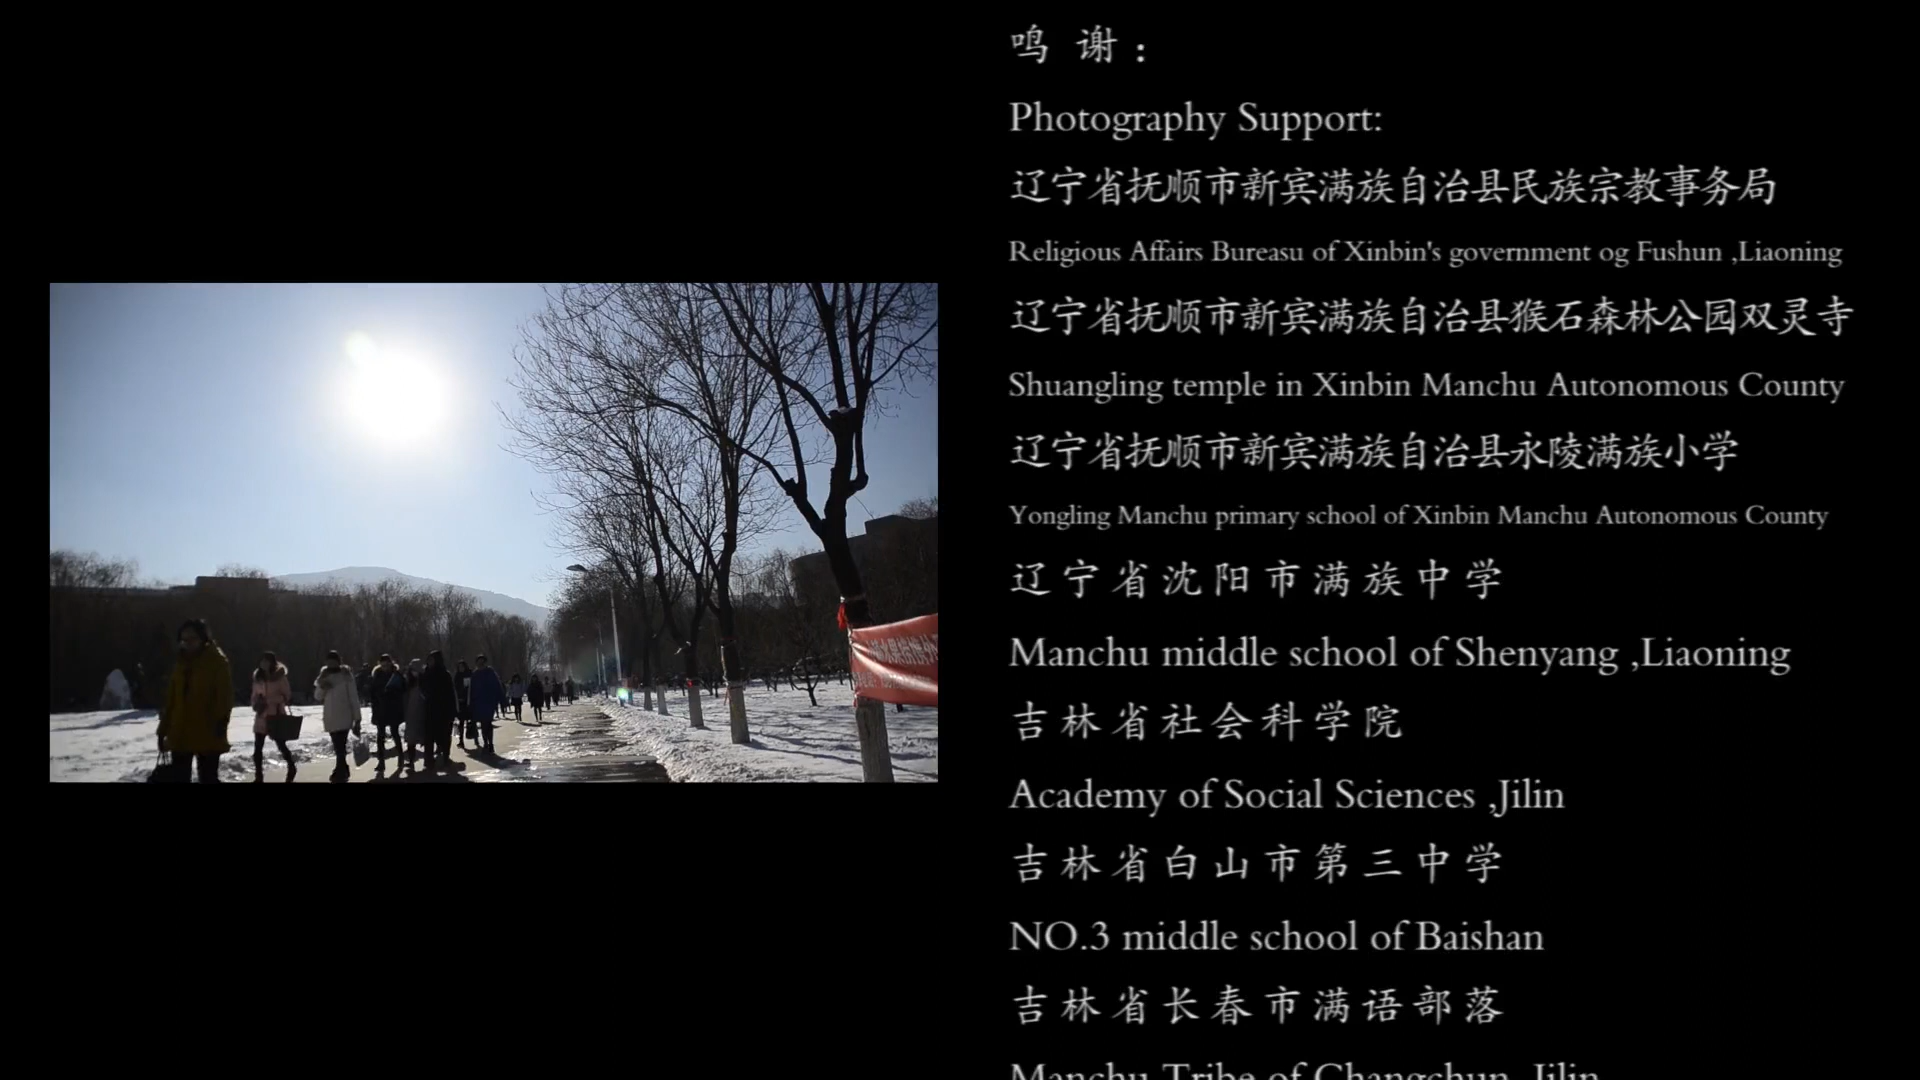 鸣 谢：
Photography Support:
辽宁省抚顺市新宾满族自治县民族宗教事务局
Religious Affairs Bureasu of Xinbin's government og Fushun ,Liaoning
辽宁省抚顺市新宾满族自治县猴石森林公园双灵寺
Shuangling temple in Xinbin Manchu Autonomous County
辽宁省抚顺市新宾满族自治县永陵满族小学
Yongling Manchu primary school of Xinbin Manchu Autonomous County
辽宁省沈阳市满族中学
Manchu middle school of Shenyang ,Liaoning
吉林省社会科学院
Academy of Social Sciences ,Jilin
吉林省白山市第三中学
NO.3 middle school of Baishan
吉林省长春市满语部落
Manchu Tribe of Changchun, Jilin